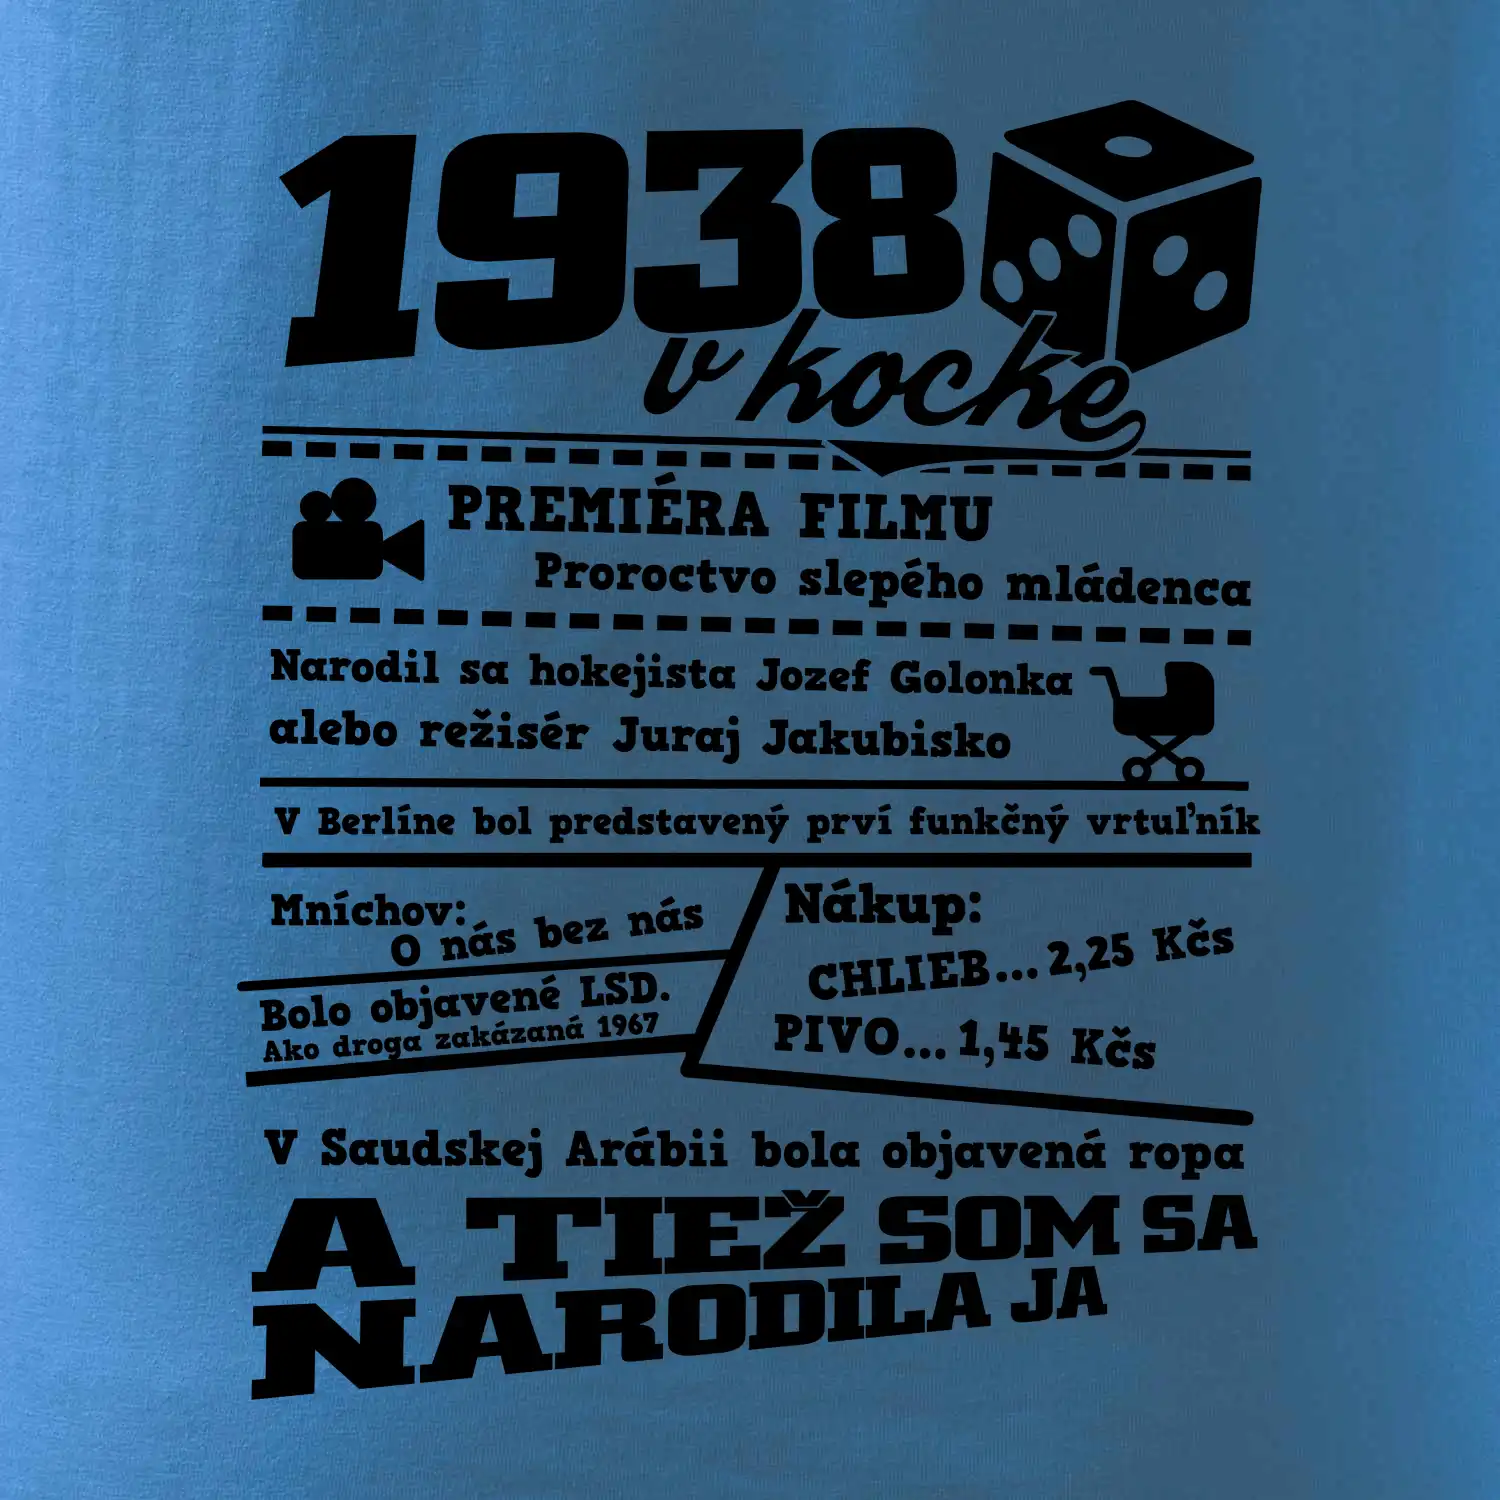 1938
v kocke
PREMIÉRA FILMU
Proroctvo slepého mládenca
Narodil sa hokejista Jozef Golonka
alebo režisér Juraj Jakubisko
V Berlíne bol predstavený prví funkčný vrtuľník
Mníchov:
O nás bez nás
Bolo objavené LSD.
Ako droga zakázaná 1967
Nákup:
CHLIEB...2,25 Kčs
PIVO...1,45 Kčs
V Saudskej Arábii bola objavená ropa
A TIEŽ SOM SA
NARODILA JA